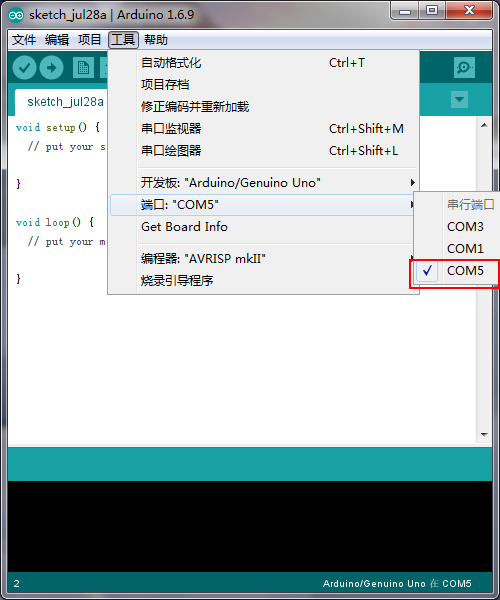 sketch_jul28a | Arduino 1.6.9
文件 编辑 项目 工具 帮助
sketch_jul28a
void setup() {
// put your s
}
void loop() {
// put your m
}
自动格式化 Ctrl+T
项目存档
修正编码并重新加载
串口监视器 Ctrl+Shift+M
串口绘图器 Ctrl+Shift+L
开发板: "Arduino/Genuino Uno"
端口: "COM5"
Get Board Info
编程器: "AVRISP mkII"
烧录引导程序
串行端口
COM3
COM1
COM5
2 Arduino/Genuino Uno 在 COM5